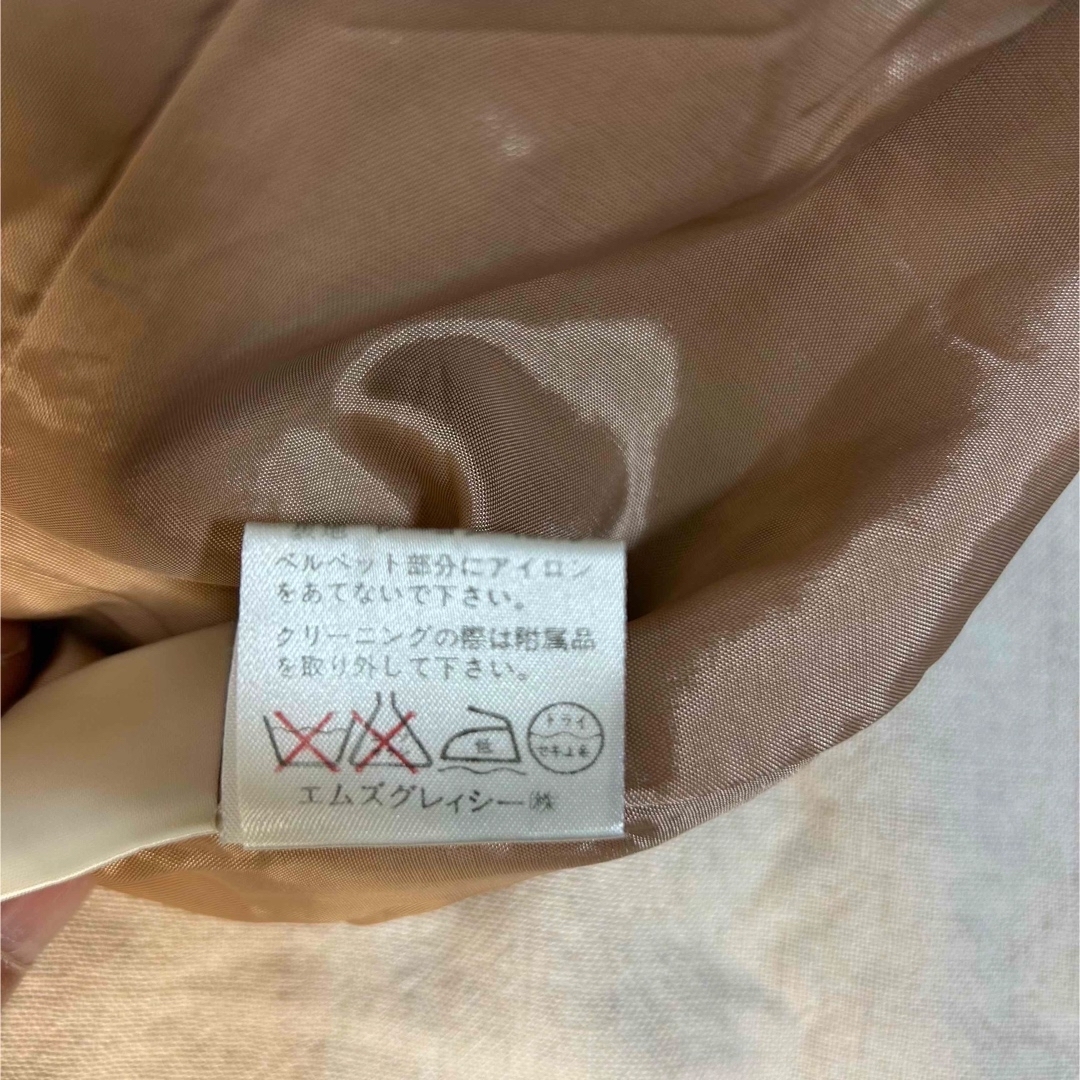 ベルベット部分にアイロン
をあてないで下さい。
クリーニングの際は附属品
を取り外して下さい。
低 ドライ
セキユ系
エムズグレィシー㈱